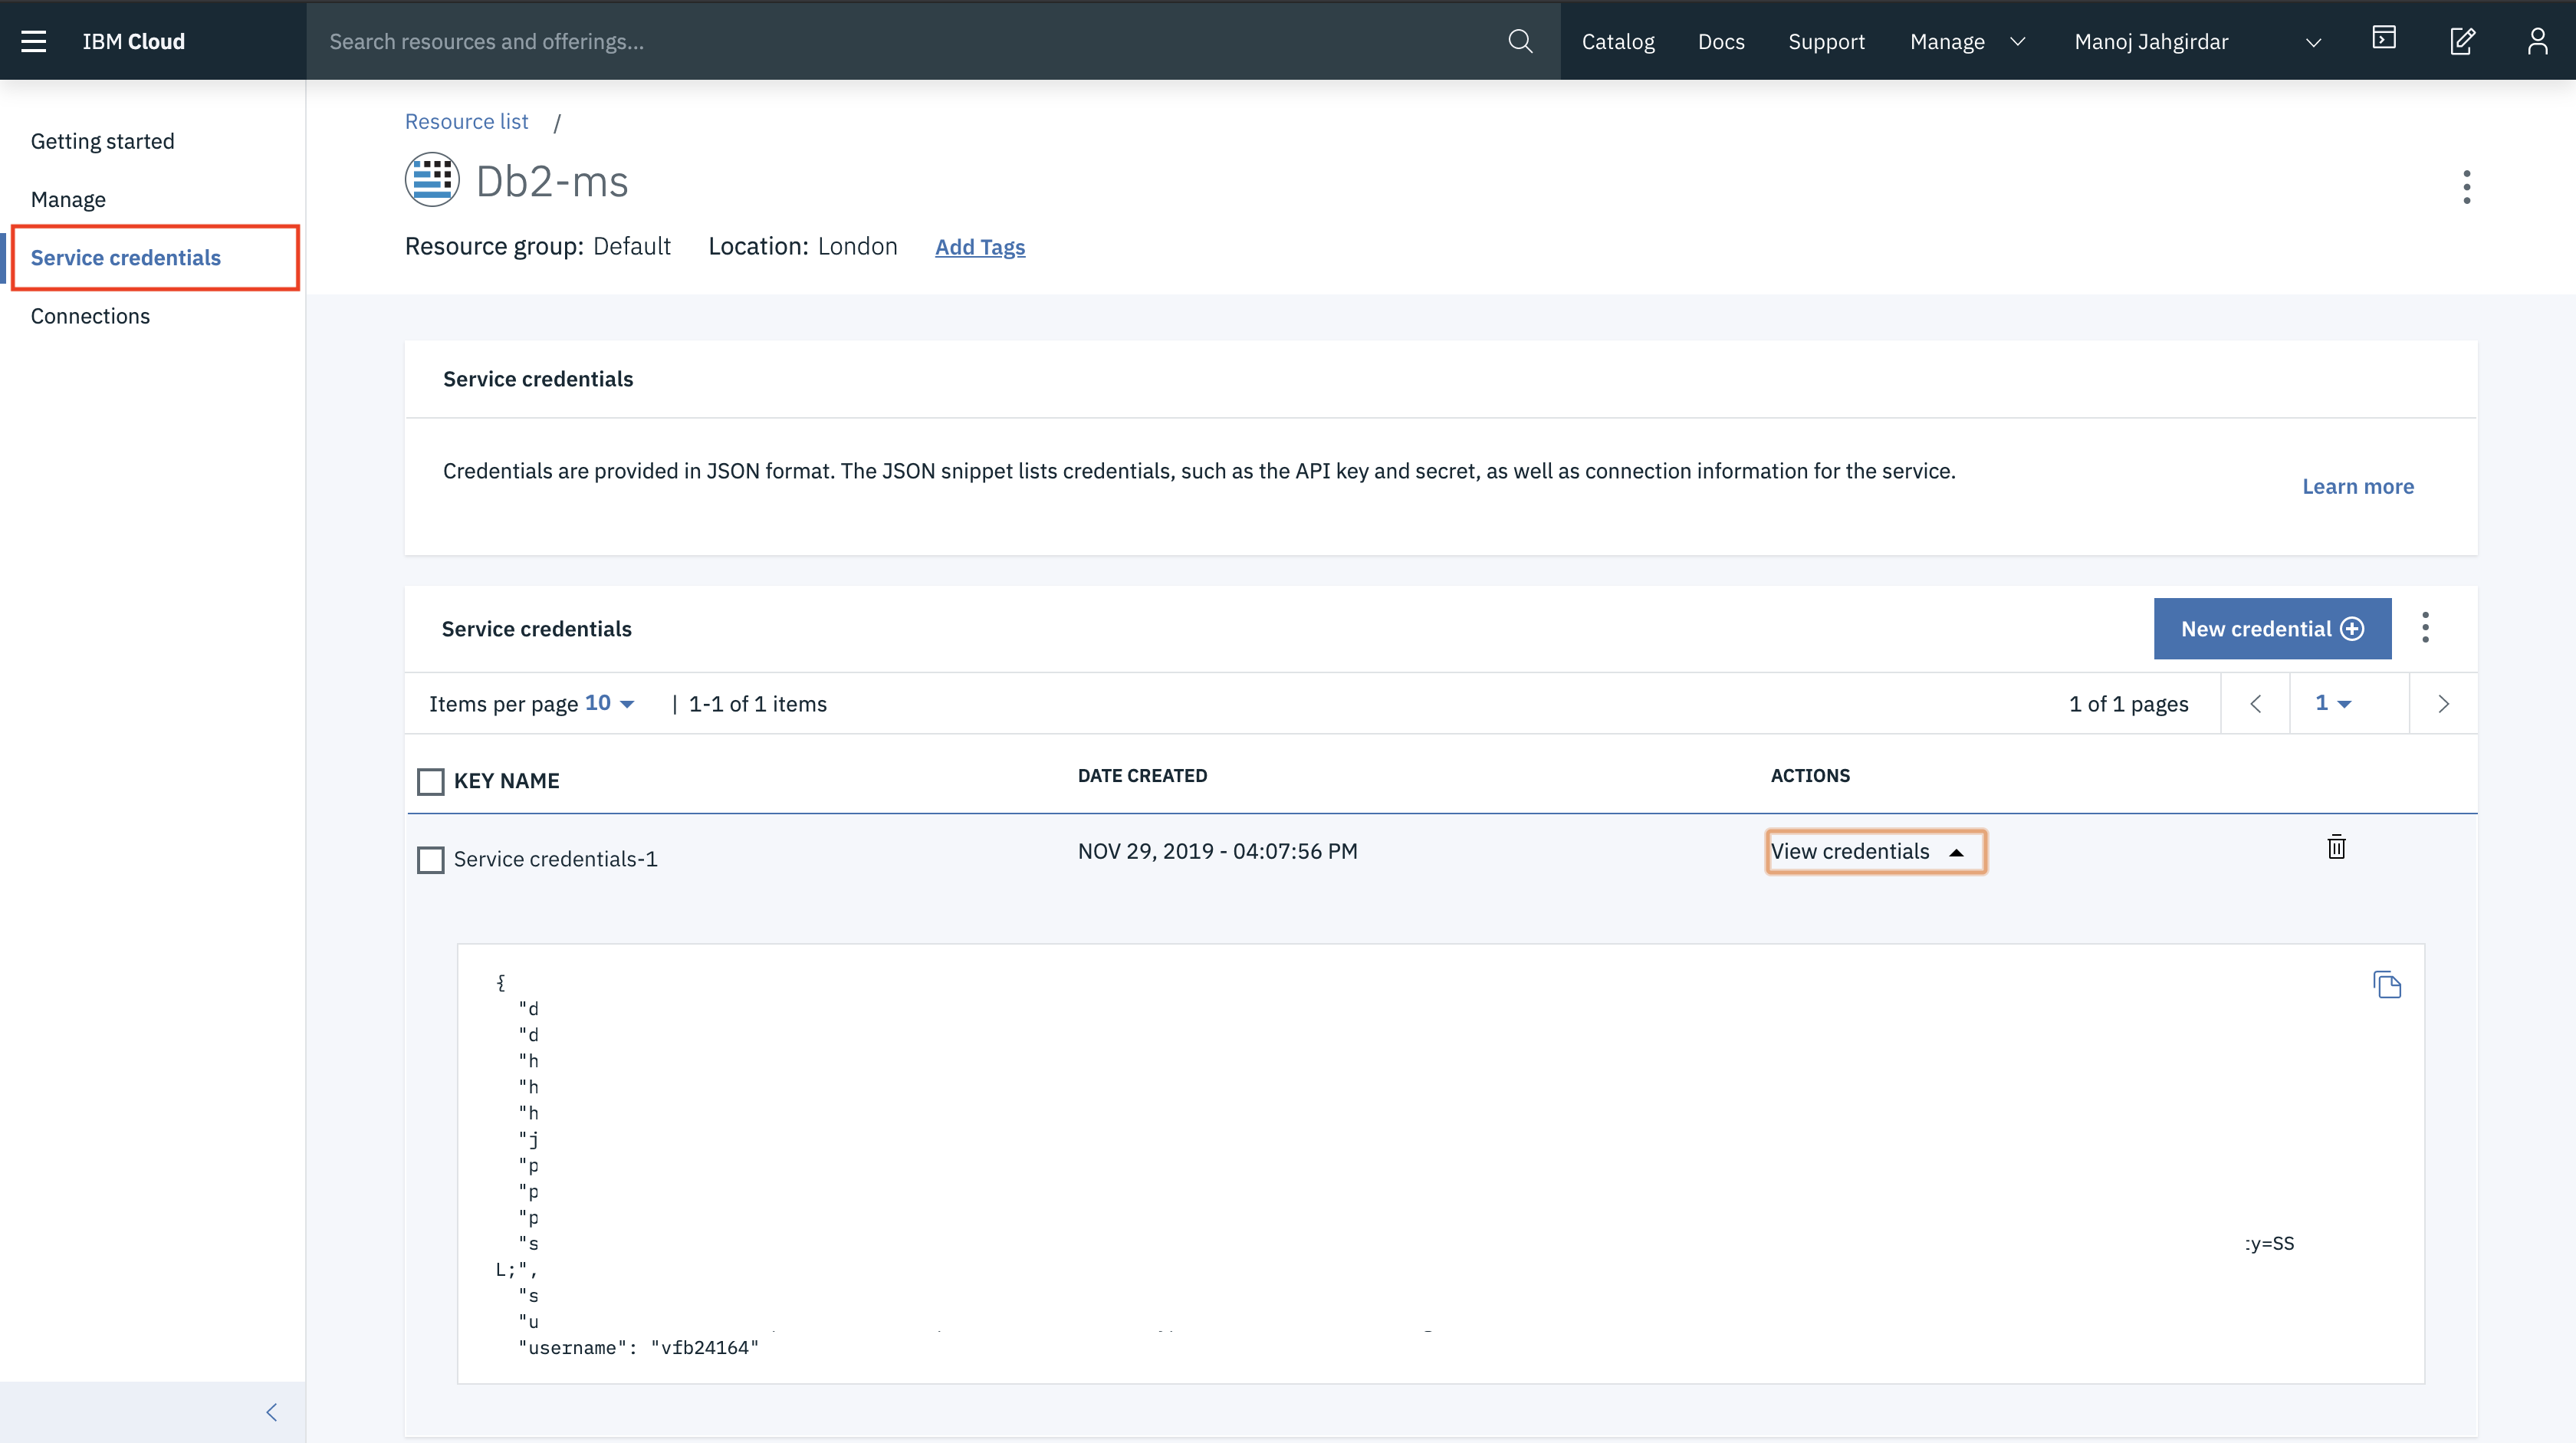 IBM Cloud
Search resources and offerings...
Catalog
Docs
Support
Manage
Manoj Jahgirdar
Getting started
Manage
Service credentials
Connections
Resource list /
Db2-ms
Resource group: Default
Location: London
Add Tags
Service credentials
Credentials are provided in JSON format. The JSON snippet lists credentials, such as the API key and secret, as well as connection information for the service.
Learn more
Service credentials
New credential
Items per page 10 | 1-1 of 1 items
1 of 1 pages
1
KEY NAME
DATE CREATED
ACTIONS
Service credentials-1
NOV 29, 2019 - 04:07:56 PM
View credentials
{
"d
"d
"h
"h
"h
"j
"p
"p
"p
"s y=SS
L;",
"s
"u
"username": "vfb24164"